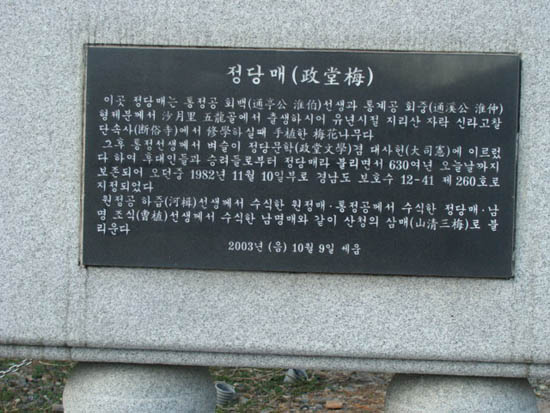 정당매(政堂梅)
이곳 정당매는 통정공 회백(通亭公 淮伯)선생과 통계공 회중(通溪公 淮仲)
형제분께서 沙月里 五龍골에서 출생하시어 유년시절 지리산 자락 신라고찰
단속사(断俗寺)에서 修學하실때 手植한 梅花나무다.
그후 통정선생께서 벼슬이 정당문학(政堂文學)겸 대사헌(大司憲)에 이르렀
다 하여 후대인들과 승려들로부터 정당매라 불리면서 630여년 오늘날까지
보존되어 오던중 1982년 11월 10일부로 경남도 보호수 12-41 제260호로
지정되었다
원정공 하즙(河楫)선생께서 수식한 원정매·통정공께서 수식한 정당매·남
명 조식(曺植)선생께서 수식한 남명매와 같이 산청의 삼매(山清三梅)로 불
리운다
2003년 (음) 10월 9일 세움